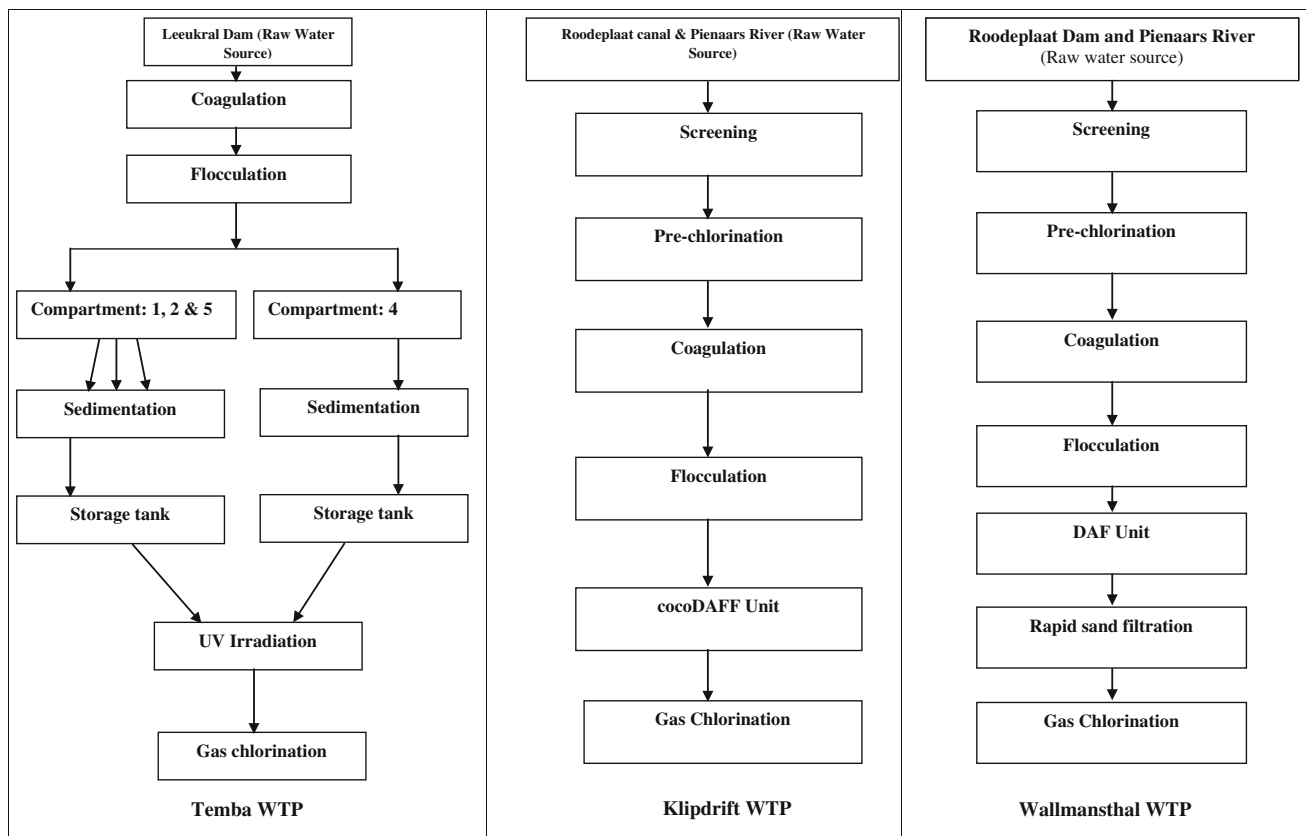 Leeukral Dam (Raw Water
Source)
Coagulation
Flocculation
Compartment: 1, 2 & 5
Compartment: 4
Sedimentation
Sedimentation
Storage tank
Storage tank
UV Irradiation
Gas chlorination
Temba WTP
Roodeplaat canal & Pienaars River (Raw Water
Source)
Screening
Pre-chlorination
Coagulation
Flocculation
cocoDAFF Unit
Gas Chlorination
Klipdrift WTP
Roodeplaat Dam and Pienaars River
(Raw water source)
Screening
Pre-chlorination
Coagulation
Flocculation
DAF Unit
Rapid sand filtration
Gas Chlorination
Wallmansthal WTP